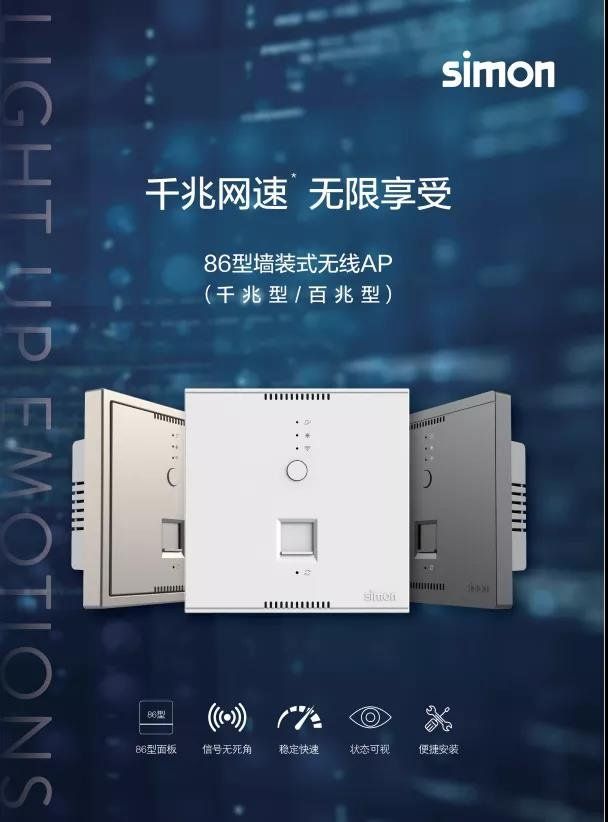 LIGHT UP EMOTIONS
simon
千兆网速* 无限享受
86型墙装式无线AP
(千兆型/百兆型)
simon
simon
86型
86型面板
信号无死角
稳定快速
状态可视
便捷安装